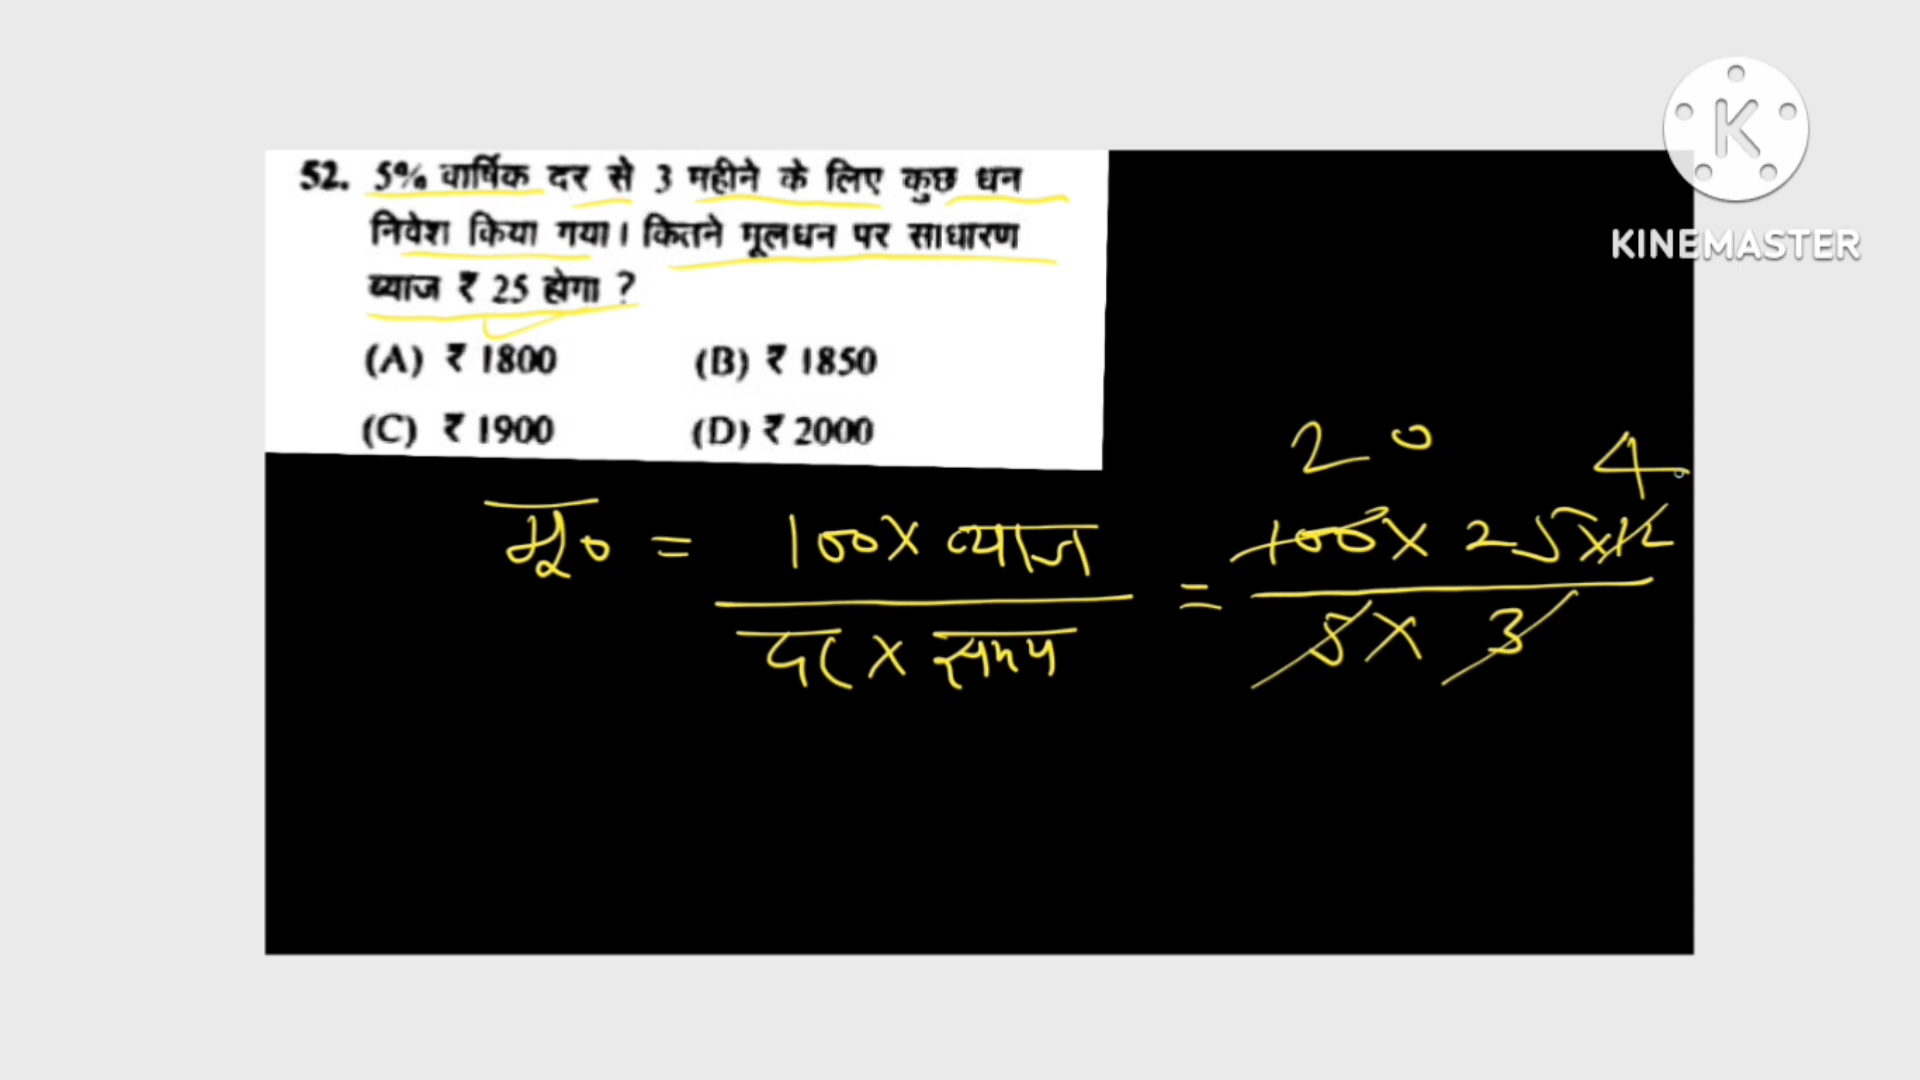 K
KINEMASTER
52. 5% वार्षिक दर से 3 महीने के लिए कुछ धन
निवेश किया गया। कितने मूलधन पर साधारण
ब्याज ₹ 25 होगा ?
(A) ₹ 1800 (B) ₹ 1850
(C) ₹ 1900 (D) ₹ 2000
20 4
मू० = 100 x ब्याज = 100 x 25 x 12
दर x समय 5 x 3